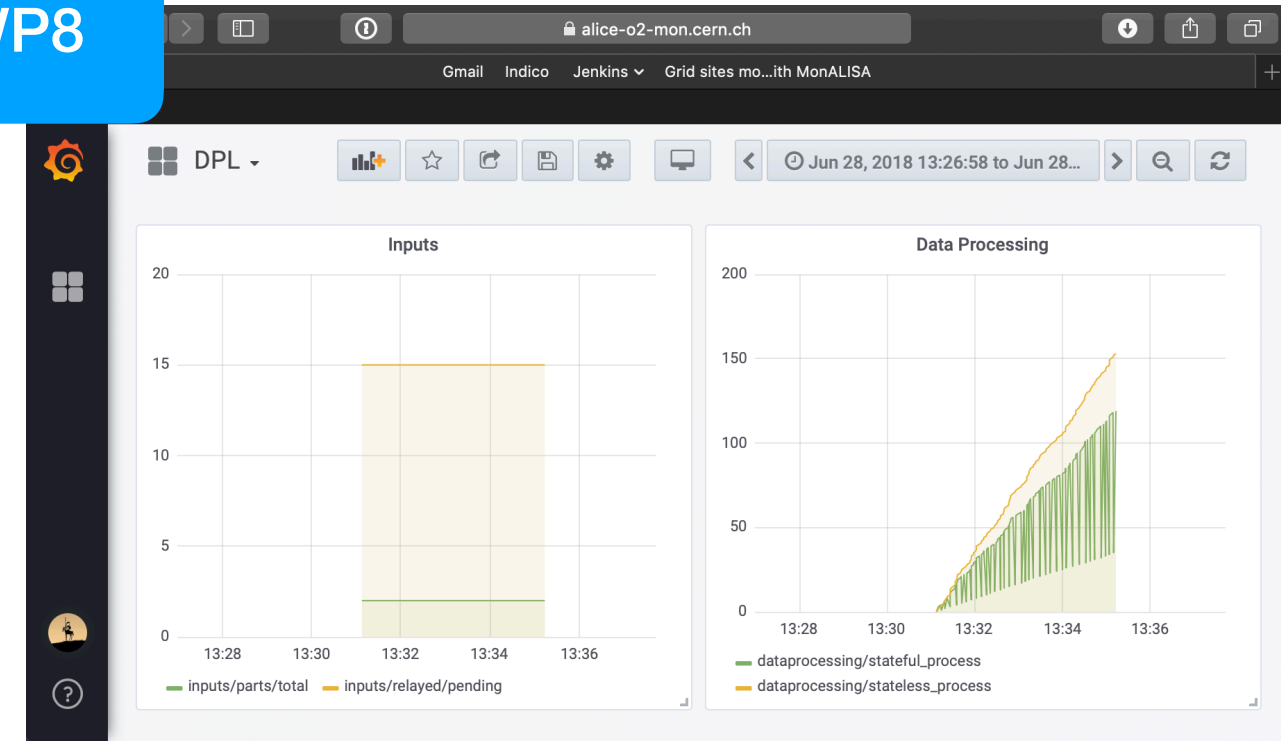 /P8
alice-o2-mon.cern.ch
Gmail Indico Jenkins Grid sites mo...ith MonALISA
DPL
Jun 28, 2018 13:26:58 to Jun 28...
Inputs
20
15
10
5
0
13:28 13:30 13:32 13:34 13:36
inputs/parts/total inputs/relayed/pending
Data Processing
200
150
100
50
0
13:28 13:30 13:32 13:34 13:36
dataprocessing/stateful_process
dataprocessing/stateless_process